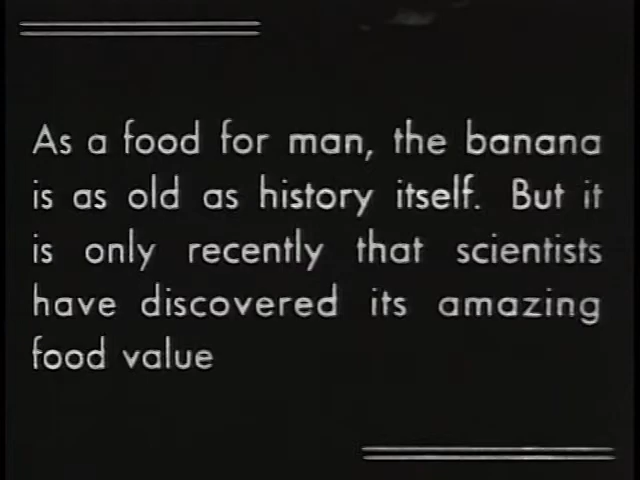 As a food for man, the banana
is as old as history itself. But it
is only recently that scientists
have discovered its amazing
food value